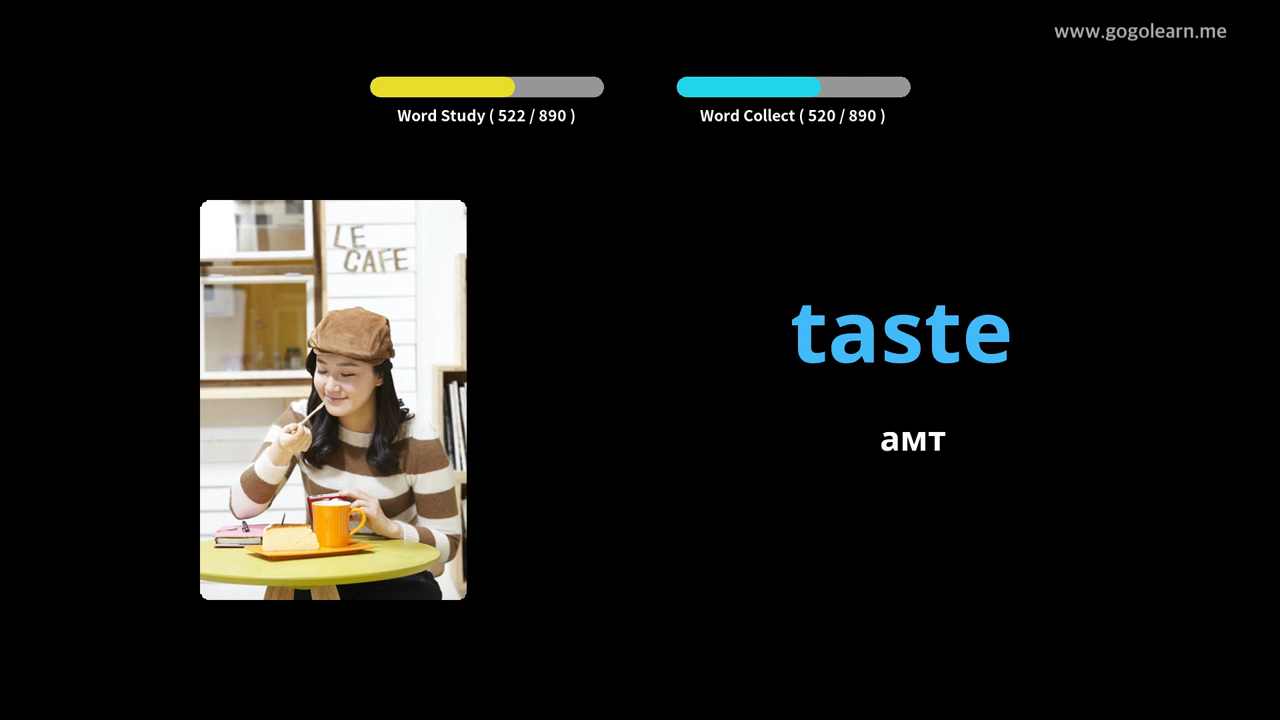 www.gogolearn.me
Word Study ( 522 / 890 )
Word Collect ( 520 / 890 )
LE
CAFE
taste
амт